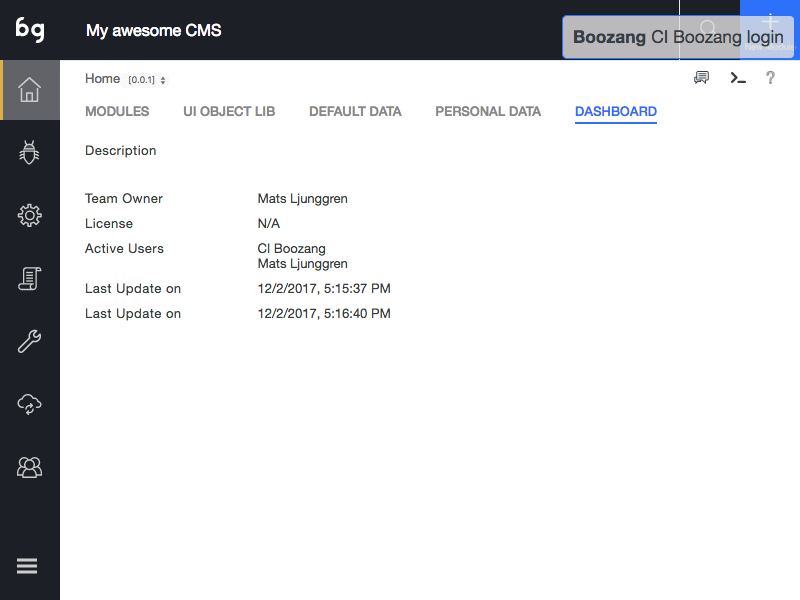 bg
My awesome CMS
Boozang CI Boozang login
Home [0.0.1]
MODULES UI OBJECT LIB DEFAULT DATA PERSONAL DATA DASHBOARD
Description
Team Owner Mats Ljunggren
License N/A
Active Users CI Boozang
Mats Ljunggren
Last Update on 12/2/2017, 5:15:37 PM
Last Update on 12/2/2017, 5:16:40 PM